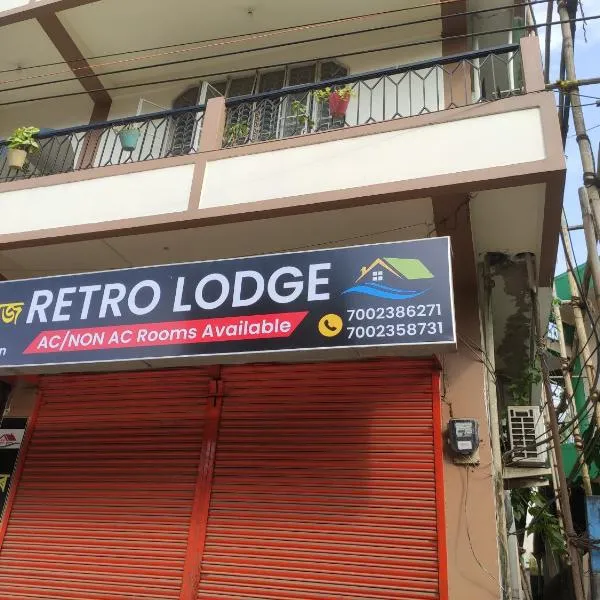 RETRO LODGE
AC/NON AC Rooms Available
7002386271
7002358731